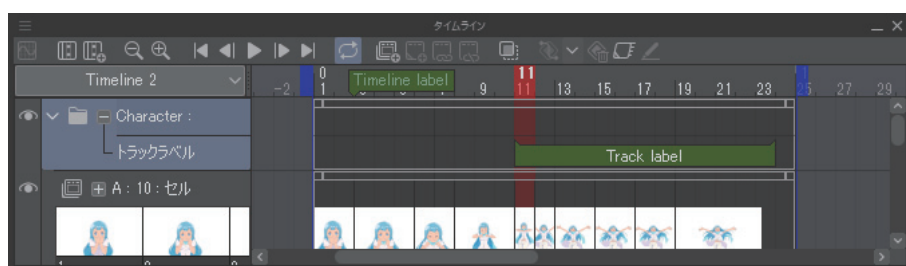 タイムライン
Timeline 2
Timeline label
-2 0 1 9 11 11 13 15 17 19 21 23 25 27 29
Character :
トラックラベル
Track label
A : 10 : セル